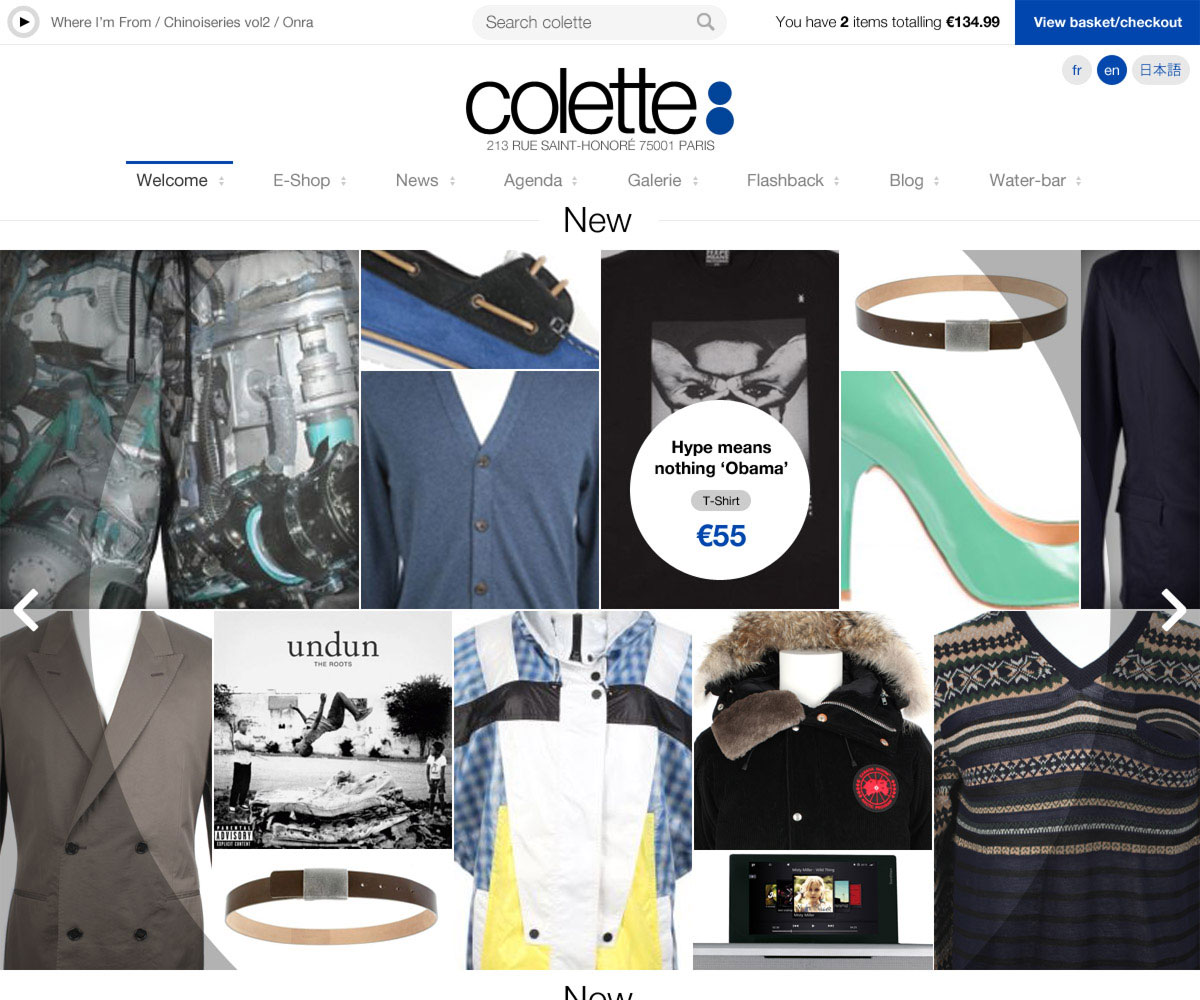 Where I'm From / Chinoiseries vol2 / Onra
Search colette
You have 2 items totalling €134.99
View basket/checkout
fr
en
日本語
colette:
213 RUE SAINT-HONORÉ 75001 PARIS
Welcome
E-Shop
News
Agenda
Galerie
Flashback
Blog
Water-bar
New
Hype means
nothing ‘Obama’
T-Shirt
€55
undun
THE ROOTS
PARENTAL
ADVISORY
EXPLICIT CONTENT
New